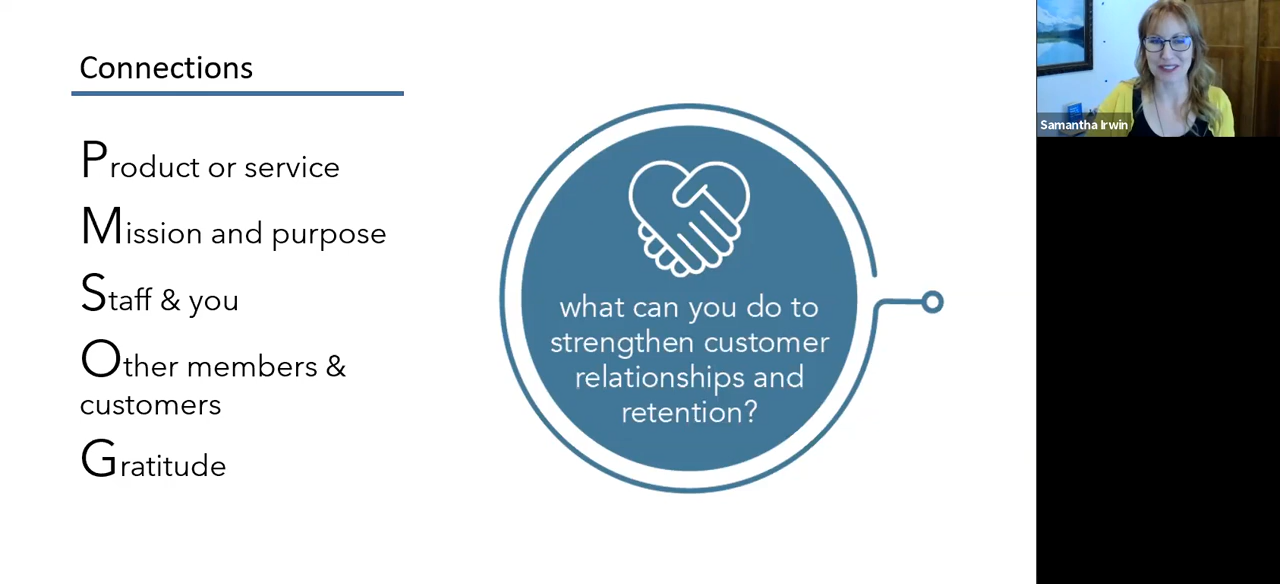 Connections
Product or service
Mission and purpose
Staff & you
Other members &
customers
Gratitude
what can you do to
strengthen customer
relationships and
retention?
Samantha Irwin